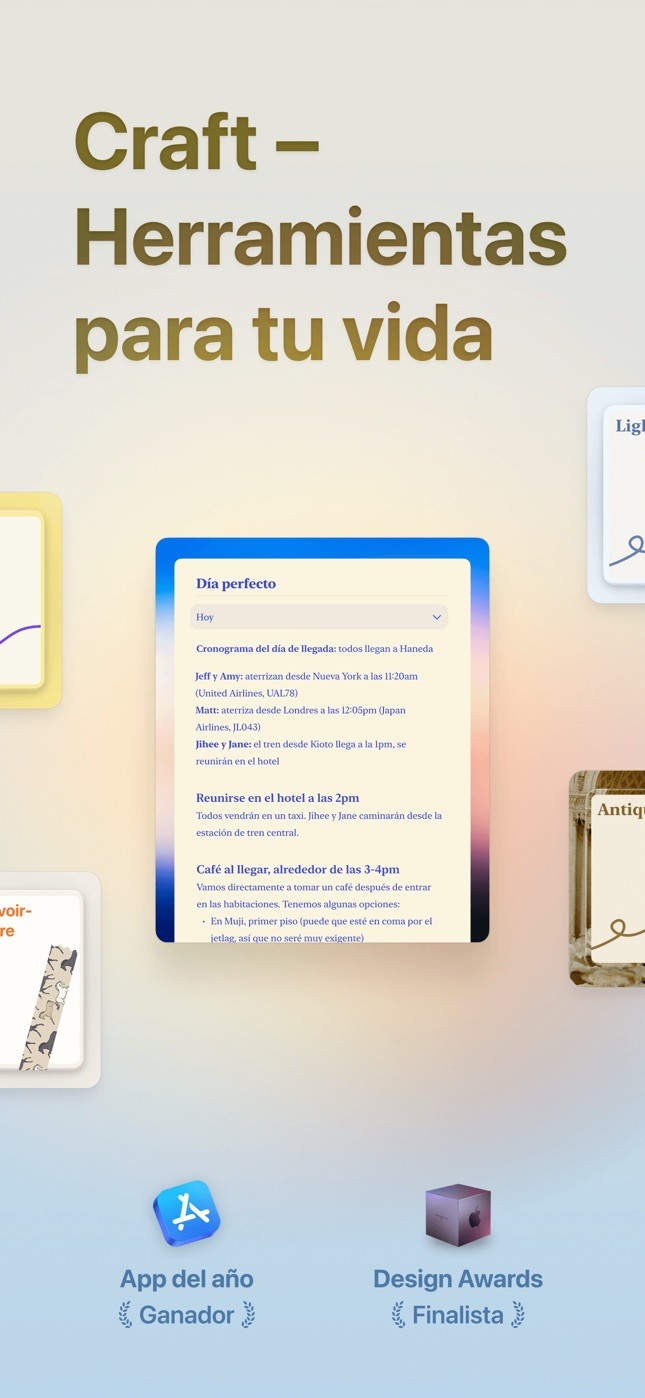 Craft –
Herramientas
para tu vida
Día perfecto
Hoy
Cronograma del día de llegada: todos llegan a Haneda
Jeff y Amy: aterrizan desde Nueva York a las 11:20am
(United Airlines, UAL78)
Matt: aterriza desde Londres a las 12:05pm (Japan
Airlines, JL043)
Jihee y Jane: el tren desde Kioto llega a la 1pm, se
reunirán en el hotel
Reunirse en el hotel a las 2pm
Todos vendrán en un taxi. Jihee y Jane caminarán desde la
estación de tren central.
Café al llegar, alrededor de las 3-4pm
Vamos directamente a tomar un café después de entrar
en las habitaciones. Tenemos algunas opciones:
• En Muji, primer piso (puede que esté en coma por el
jetlag, así que no seré muy exigente)
App del año
Ganador
Design Awards
Finalista